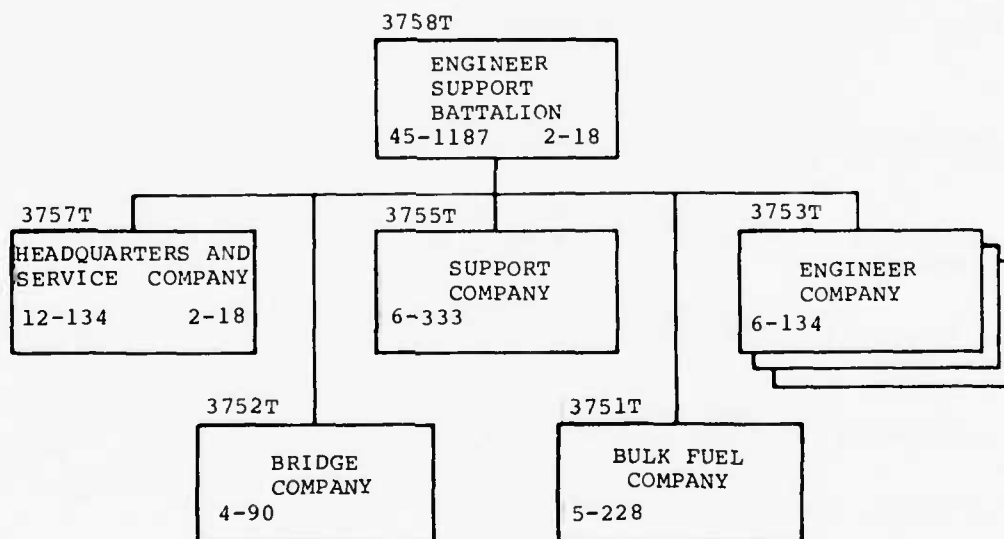 3758T
ENGINEER
SUPPORT
BATTALION
45-1187 2-18
3757T
HEADQUARTERS AND
SERVICE COMPANY
12-134 2-18
3755T
SUPPORT
COMPANY
6-333
3753T
ENGINEER
COMPANY
6-134
3752T
BRIDGE
COMPANY
4-90
3751T
BULK FUEL
COMPANY
5-228